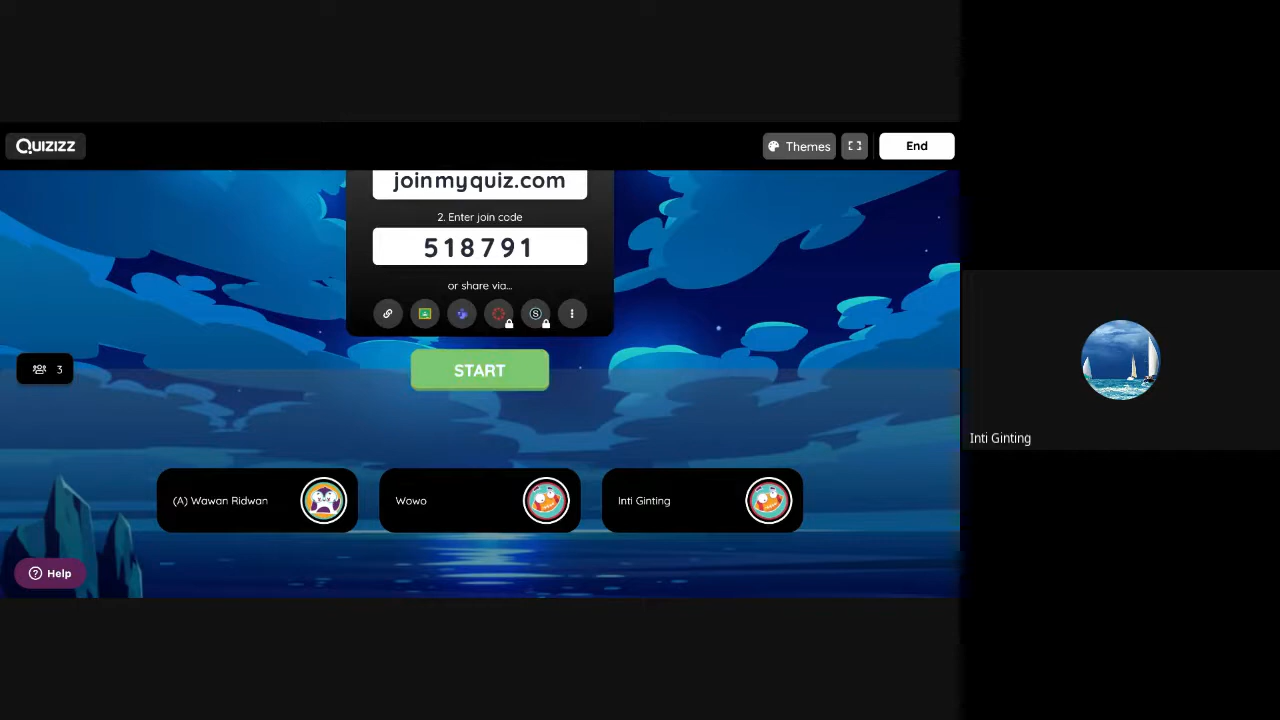 Quizizz
Themes
End
joinmyquiz.com
2. Enter join code
518791
or share via...
START
3
(A) Wawan Ridwan
Wowo
Inti Ginting
Help
Inti Ginting